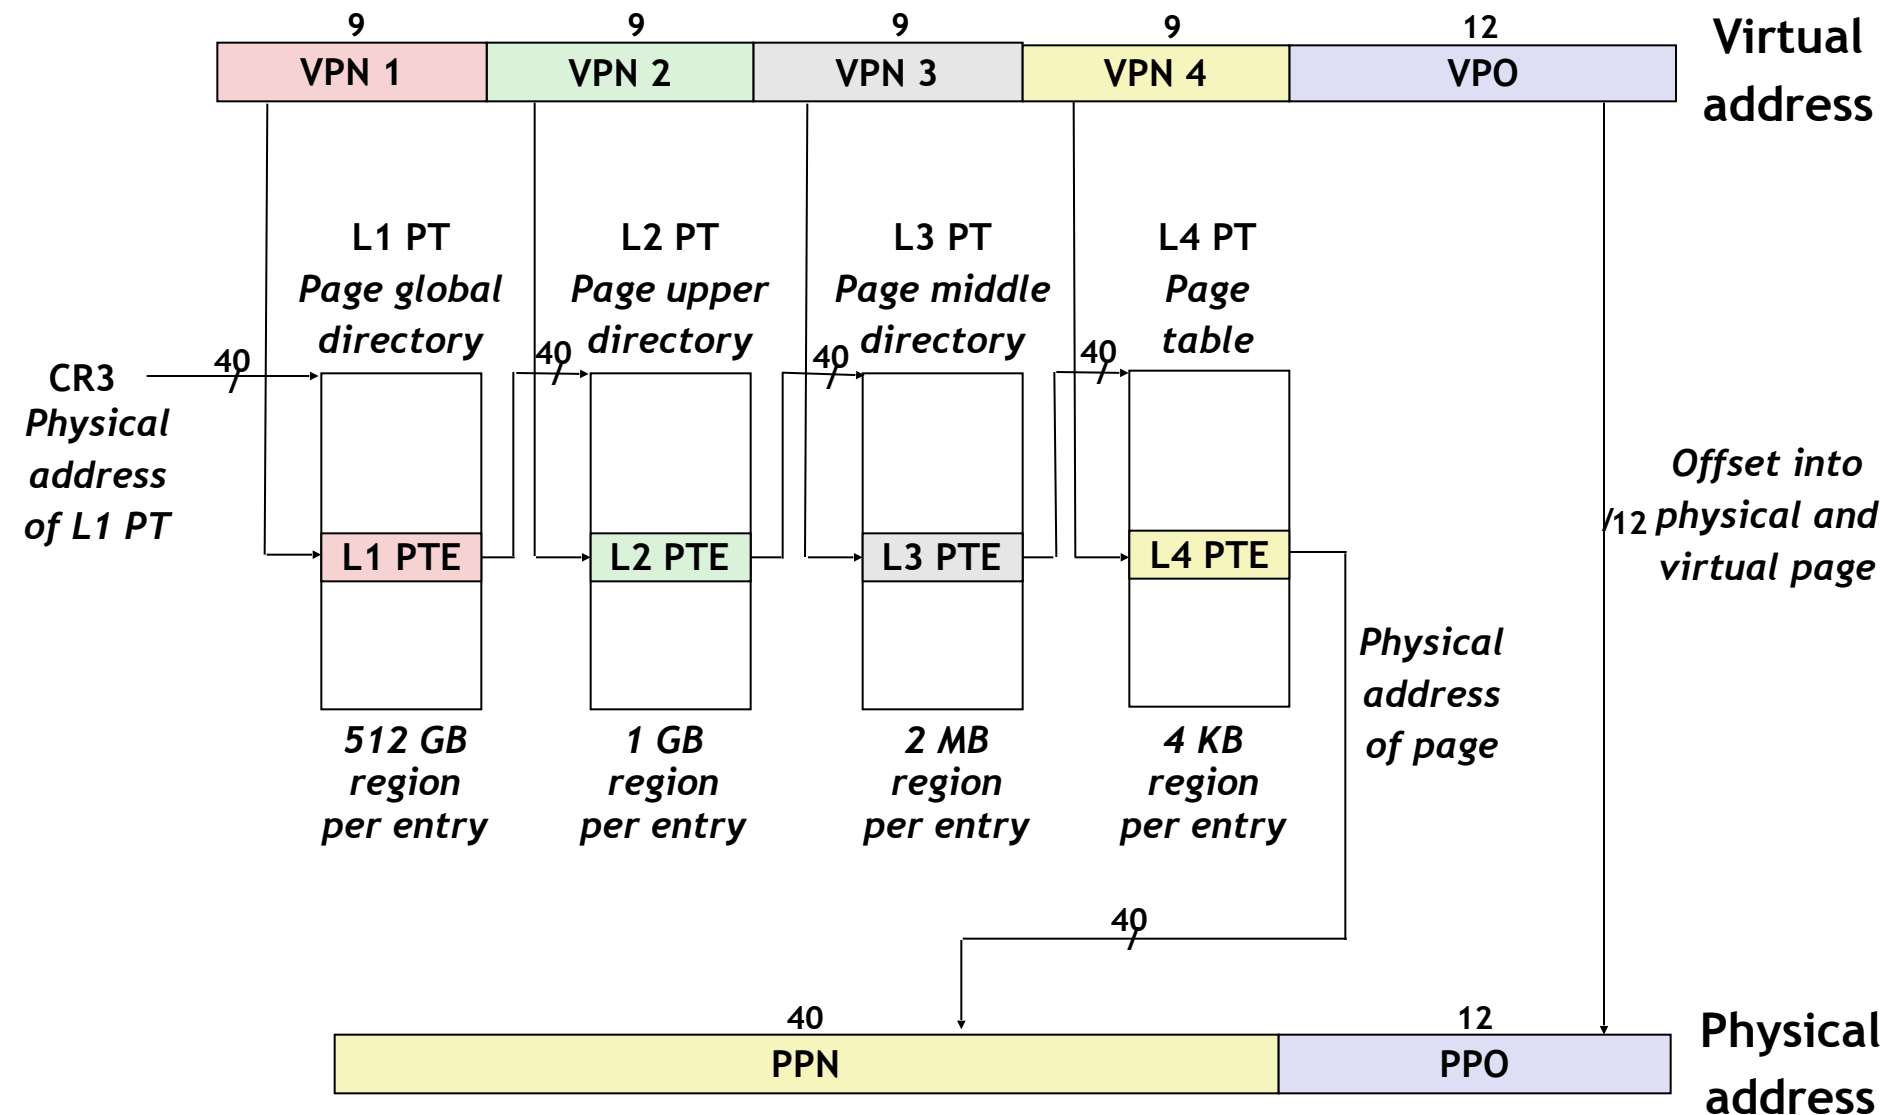 9
9
9
9
12
VPN 1
VPN 2
VPN 3
VPN 4
VPO
Virtual
address
L1 PT
Page global
directory
L2 PT
Page upper
directory
L3 PT
Page middle
directory
L4 PT
Page
table
CR3
Physical
address
of L1 PT
40
/
40
/
40
/
40
/
L1 PTE
L2 PTE
L3 PTE
L4 PTE
/12
Offset into
physical and
virtual page
512 GB
region
per entry
1 GB
region
per entry
2 MB
region
per entry
4 KB
region
per entry
Physical
address
of page
40
/
40
12
PPN
PPO
Physical
address